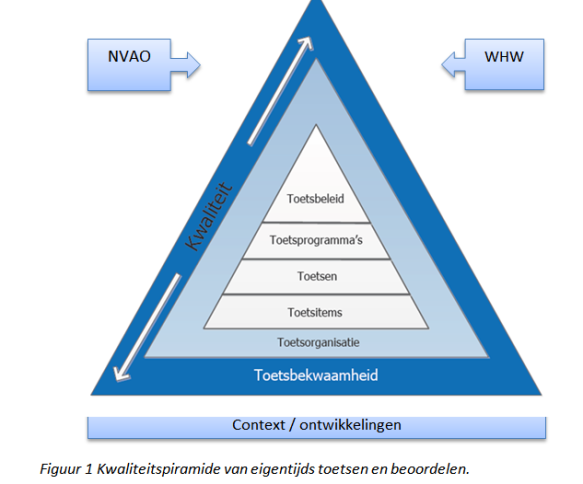 NVAO
WHW
Kwaliteit
Toetsbeleid
Toetsprogramma's
Toetsen
Toetsitems
Toetsorganisatie
Toetsbekwaamheid
Context / ontwikkelingen
Figuur 1 Kwaliteitspiramide van eigentijds toetsen en beoordelen.